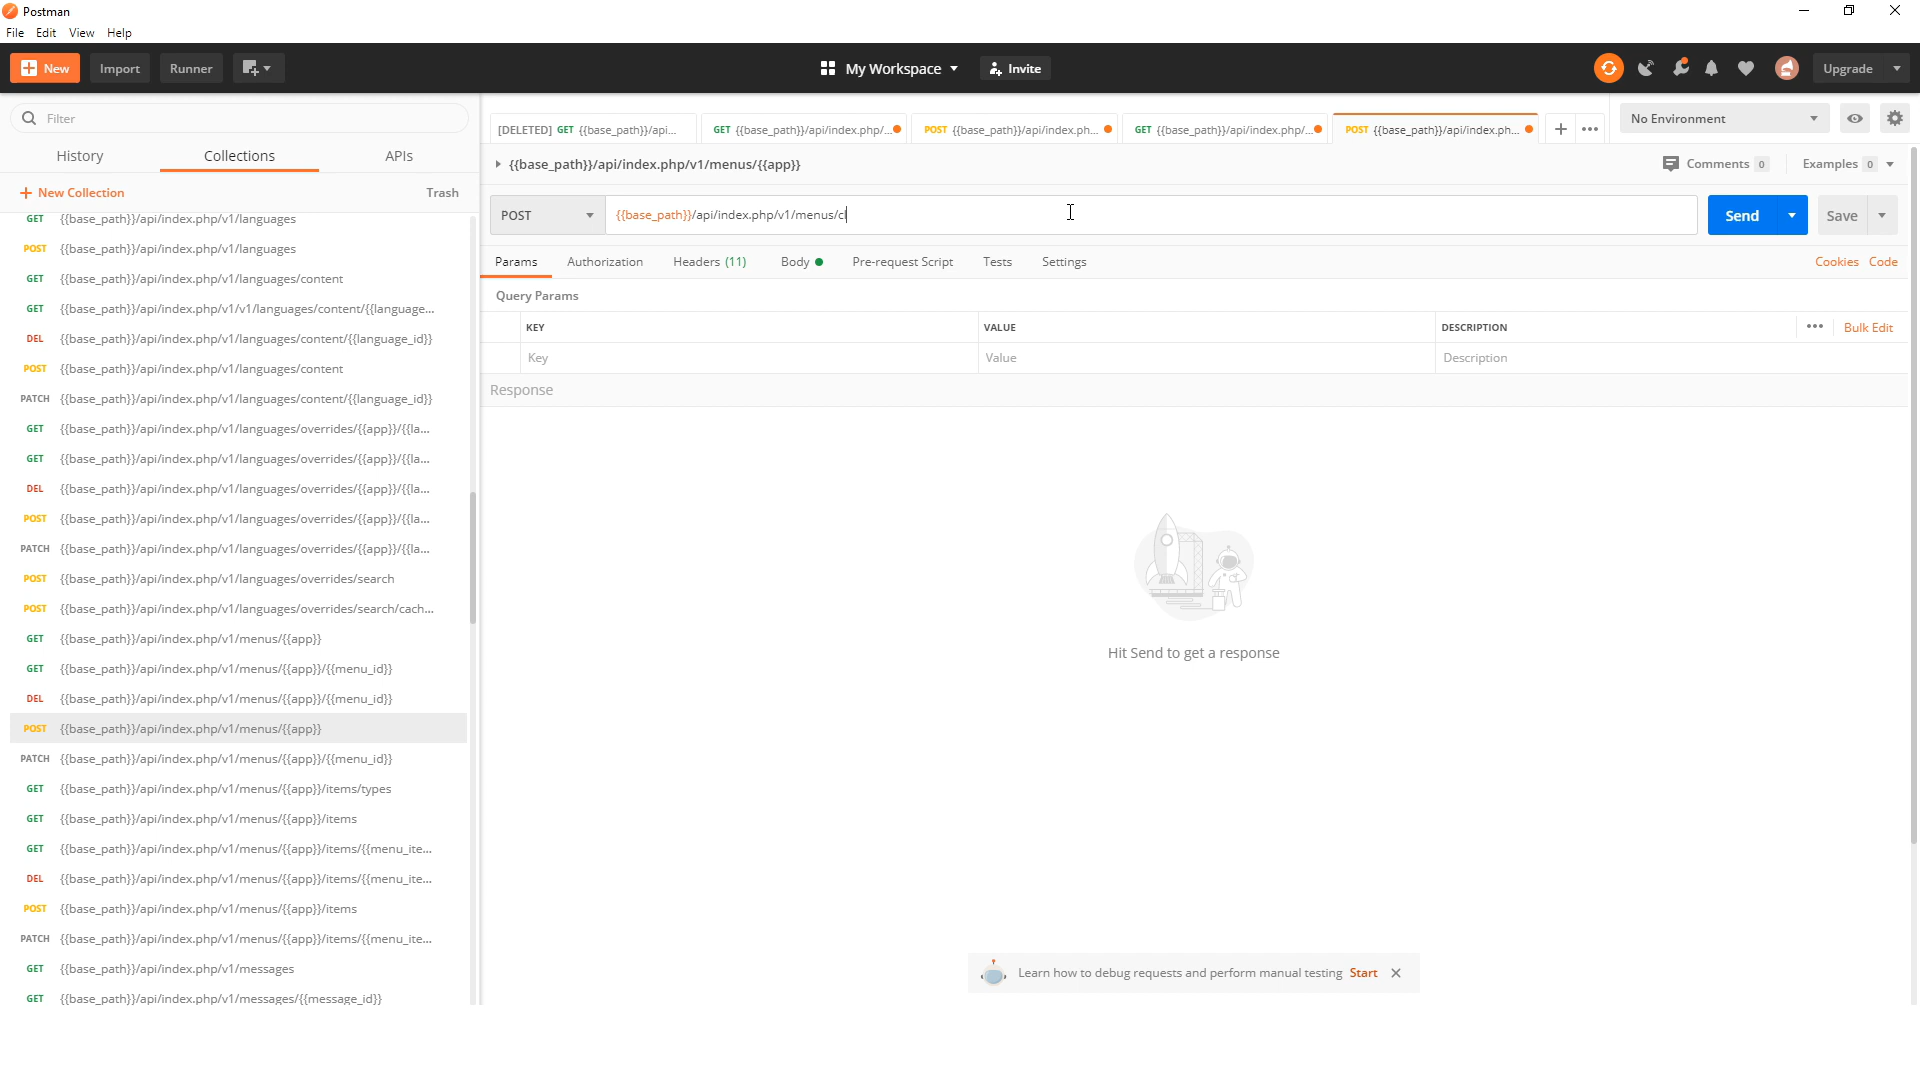 Postman
File Edit View Help
New Import Runner My Workspace Invite Upgrade
Filter
History Collections APIs
New Collection Trash
GET {{base_path}}/api/index.php/v1/languages
POST {{base_path}}/api/index.php/v1/languages
GET {{base_path}}/api/index.php/v1/languages/content
GET {{base_path}}/api/index.php/v1/v1/languages/content/{{language...
DEL {{base_path}}/api/index.php/v1/languages/content/{{language_id}}
POST {{base_path}}/api/index.php/v1/languages/content
PATCH {{base_path}}/api/index.php/v1/languages/content/{{language_id}}
GET {{base_path}}/api/index.php/v1/languages/overrides/{{app}}/{{la...
GET {{base_path}}/api/index.php/v1/languages/overrides/{{app}}/{{la...
DEL {{base_path}}/api/index.php/v1/languages/overrides/{{app}}/{{la...
POST {{base_path}}/api/index.php/v1/languages/overrides/{{app}}/{{la...
PATCH {{base_path}}/api/index.php/v1/languages/overrides/{{app}}/{{la...
POST {{base_path}}/api/index.php/v1/languages/overrides/search
POST {{base_path}}/api/index.php/v1/languages/overrides/search/cach...
GET {{base_path}}/api/index.php/v1/menus/{{app}}
GET {{base_path}}/api/index.php/v1/menus/{{app}}/{{menu_id}}
DEL {{base_path}}/api/index.php/v1/menus/{{app}}/{{menu_id}}
POST {{base_path}}/api/index.php/v1/menus/{{app}}
PATCH {{base_path}}/api/index.php/v1/menus/{{app}}/{{menu_id}}
GET {{base_path}}/api/index.php/v1/menus/{{app}}/items/types
GET {{base_path}}/api/index.php/v1/menus/{{app}}/items
GET {{base_path}}/api/index.php/v1/menus/{{app}}/items/{{menu_ite...
DEL {{base_path}}/api/index.php/v1/menus/{{app}}/items/{{menu_ite...
POST {{base_path}}/api/index.php/v1/menus/{{app}}/items
PATCH {{base_path}}/api/index.php/v1/menus/{{app}}/items/{{menu_ite...
GET {{base_path}}/api/index.php/v1/messages
GET {{base_path}}/api/index.php/v1/messages/{{message_id}}
[DELETED] GET {{base_path}}/api... GET {{base_path}}/api/index.php/... POST {{base_path}}/api/index.ph... GET {{base_path}}/api/index.php/... POST {{base_path}}/api/index.ph... No Environment
{{base_path}}/api/index.php/v1/menus/{{app}} Comments 0 Examples 0
POST {{base_path}}/api/index.php/v1/menus/cl Send Save
Params Authorization Headers (11) Body Pre-request Script Tests Settings Cookies Code
Query Params
KEY VALUE DESCRIPTION Bulk Edit
Key Value Description
Response
Hit Send to get a response
Learn how to debug requests and perform manual testing Start